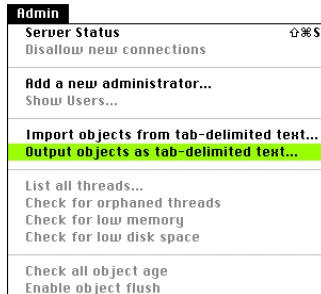 Admin
Server Status ⇧⌘S
Disallow new connections
Add a new administrator...
Show Users...
Import objects from tab-delimited text...
Output objects as tab-delimited text...
List all threads...
Check for orphaned threads
Check for low memory
Check for low disk space
Check all object age
Enable object flush